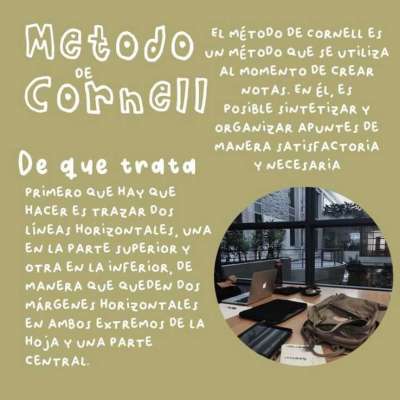 Metodo
DE
Cornell
EL MÉTODO DE CORNELL ES
UN MÉTODO QUE SE UTILIZA
AL MOMENTO DE CREAR
NOTAS. EN ÉL, ES
POSIBLE SINTETIZAR Y
ORGANIZAR APUNTES DE
MANERA SATISFACTORIA
Y NECESARIA
De que trata
PRIMERO QUE HAY QUE
HACER ES TRAZAR DOS
LÍNEAS HORIZONTALES, UNA
EN LA PARTE SUPERIOR Y
OTRA EN LA INFERIOR, DE
MANERA QUE QUEDEN DOS
MÁRGENES HORIZONTALES
EN AMBOS EXTREMOS DE LA
HOJA Y UNA PARTE
CENTRAL.